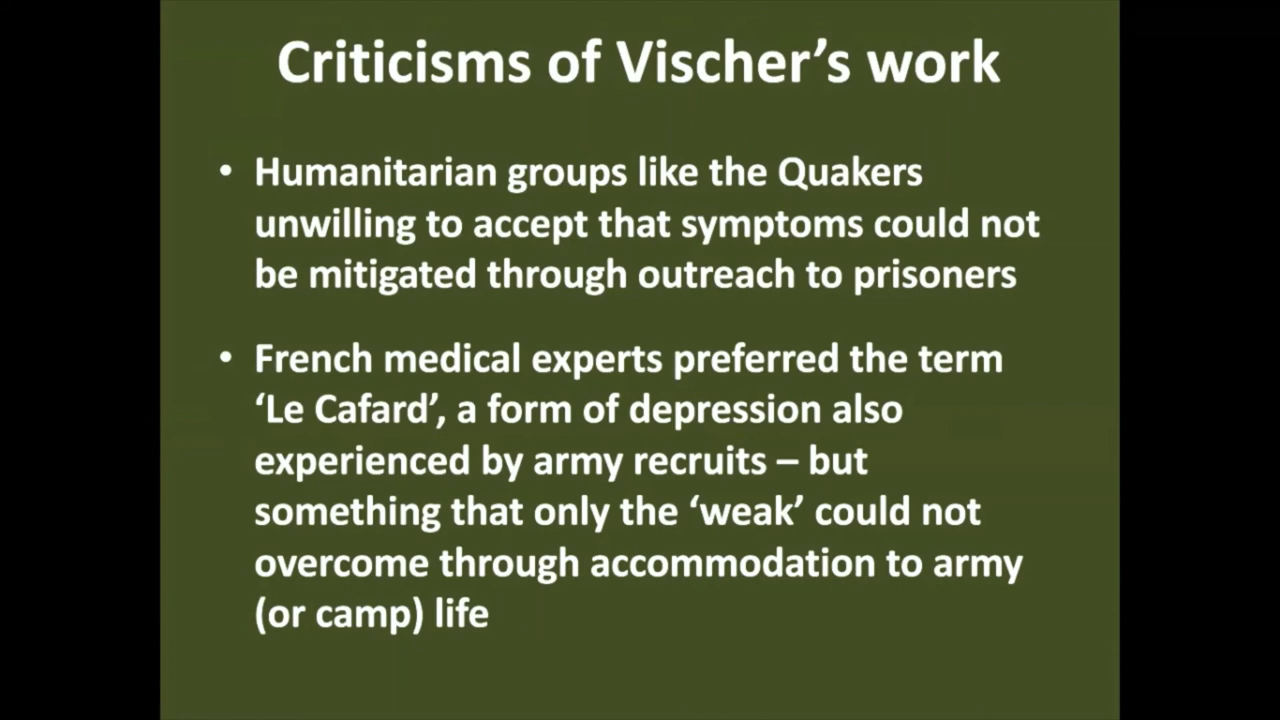 Criticisms of Vischer’s work
• Humanitarian groups like the Quakers
unwilling to accept that symptoms could not
be mitigated through outreach to prisoners
• French medical experts preferred the term
‘Le Cafard’, a form of depression also
experienced by army recruits – but
something that only the ‘weak’ could not
overcome through accommodation to army
(or camp) life